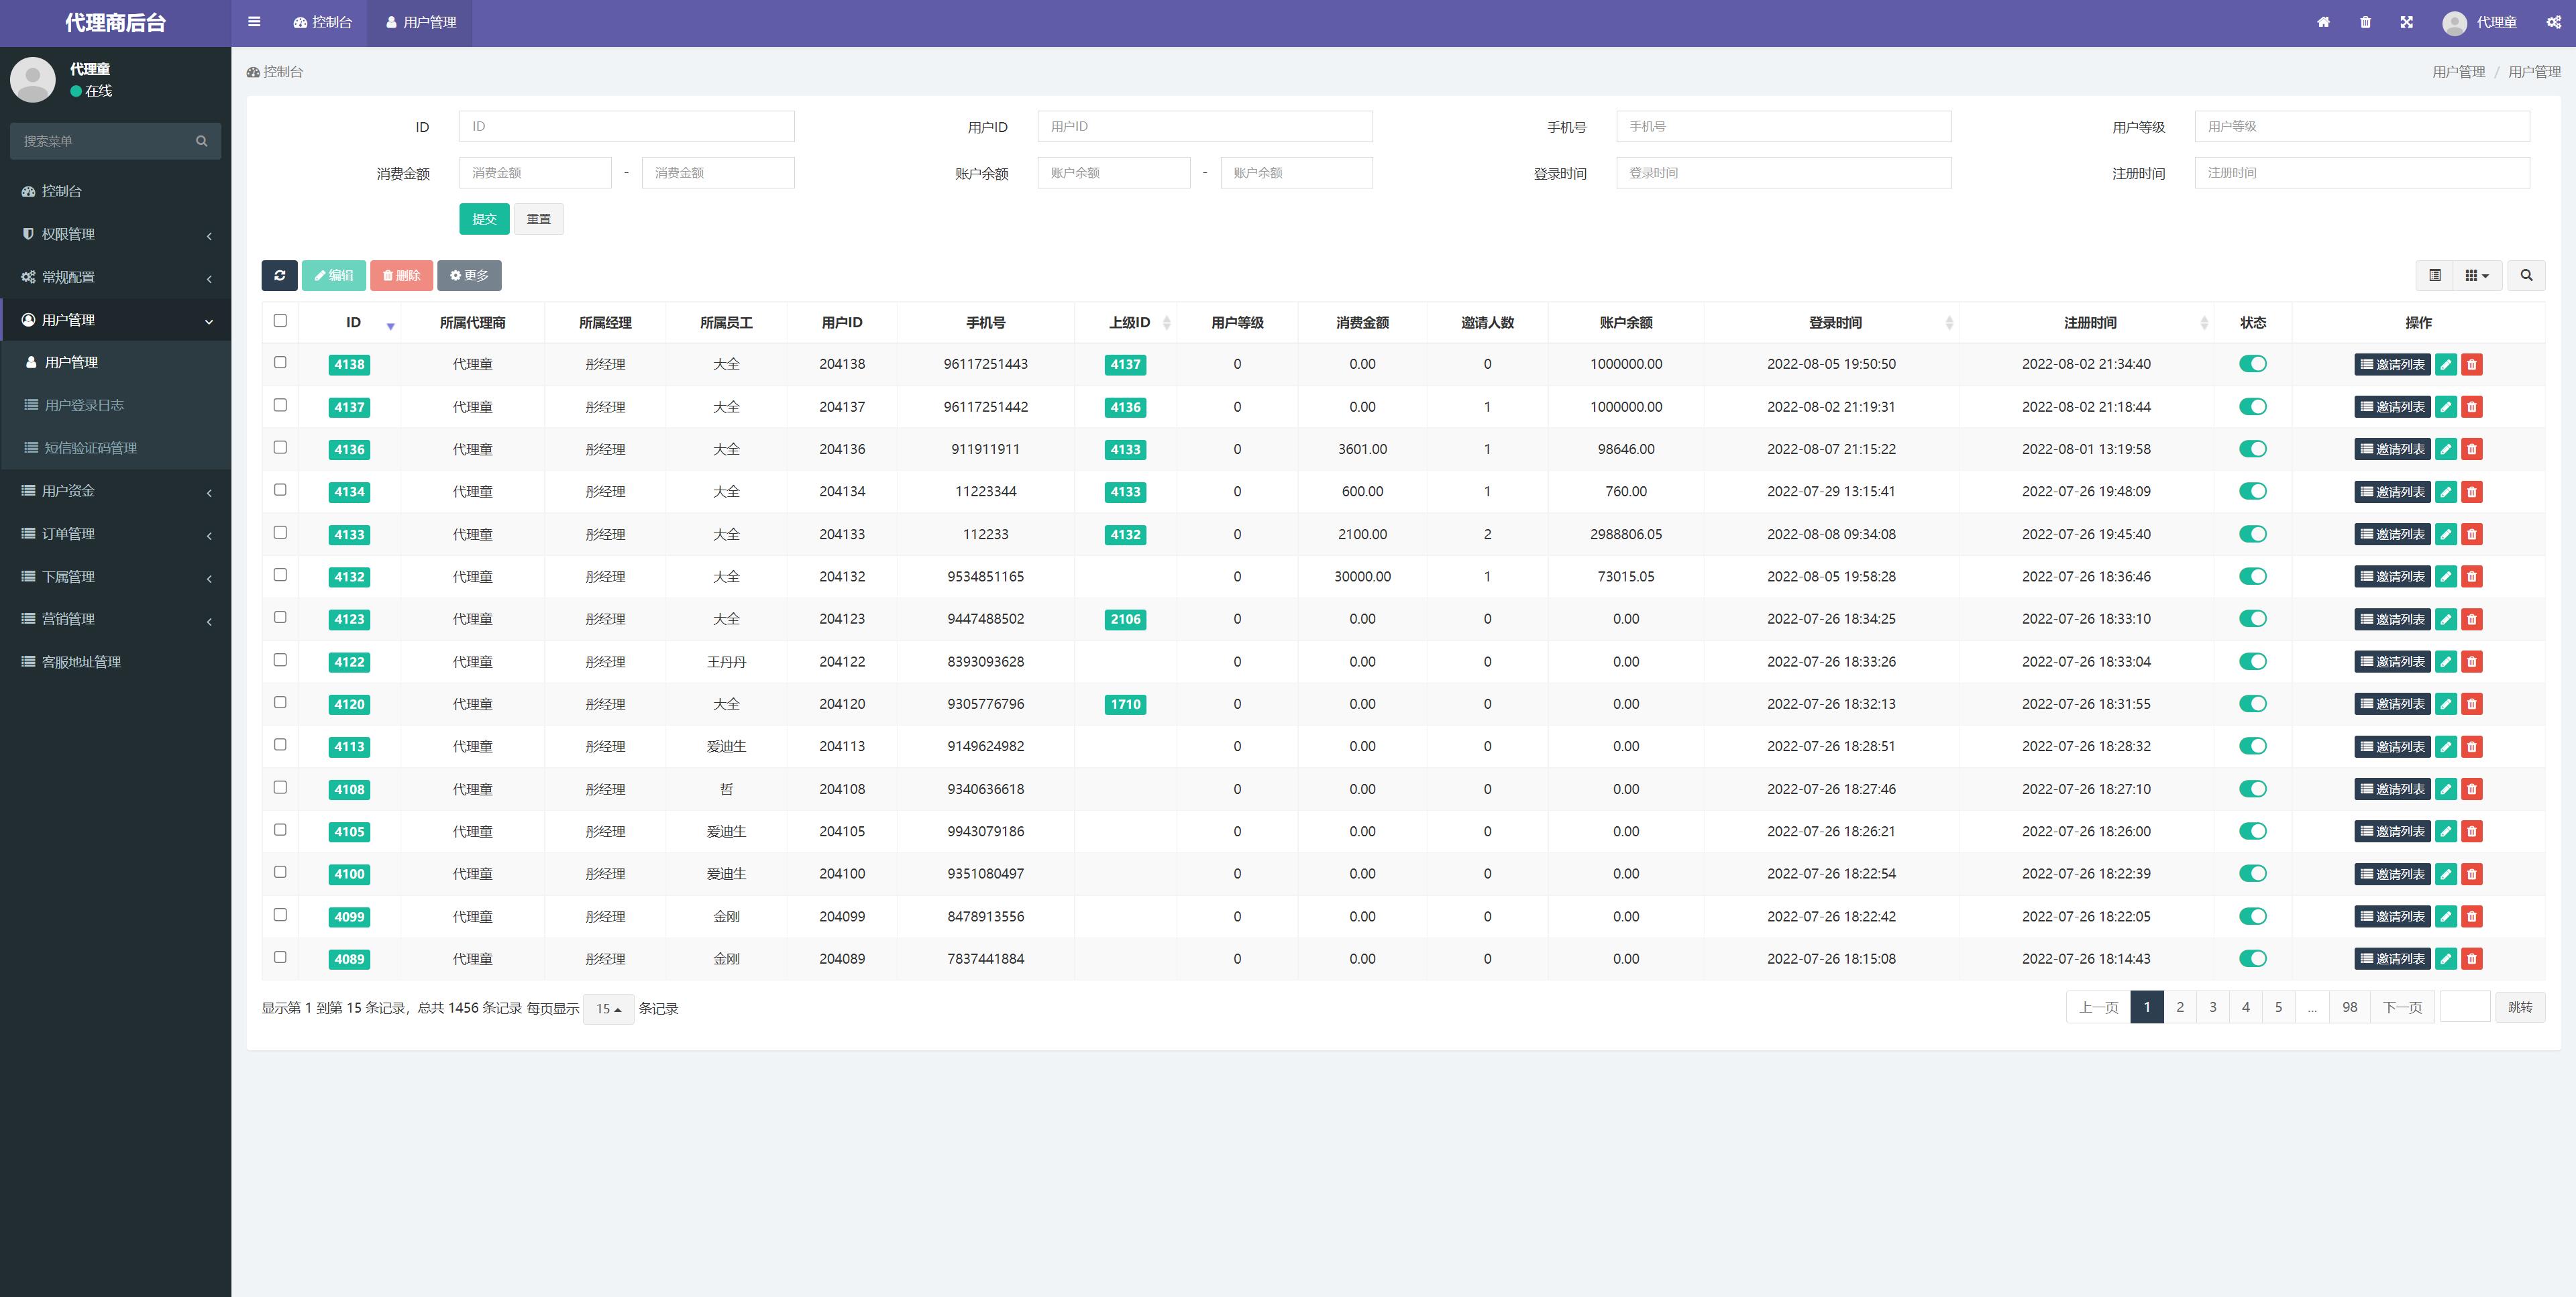 代理商后台
控制台 用户管理 代理童
代理童
在线
搜索菜单
控制台
权限管理
常规配置
用户管理
用户管理
用户登录日志
短信验证码管理
用户资金
订单管理
下属管理
营销管理
客服地址管理
控制台 用户管理 / 用户管理
ID ID 用户ID 用户ID 手机号 手机号 用户等级 用户等级
消费金额 消费金额 - 消费金额 账户余额 账户余额 - 账户余额 登录时间 登录时间 注册时间 注册时间
提交 重置
编辑 删除 更多
ID 所属代理商 所属经理 所属员工 用户ID 手机号 上级ID 用户等级 消费金额 邀请人数 账户余额 登录时间 注册时间 状态 操作
4138 代理童 彤经理 大全 204138 96117251443 4137 0 0.00 0 1000000.00 2022-08-05 19:50:50 2022-08-02 21:34:40 邀请列表
4137 代理童 彤经理 大全 204137 96117251442 4136 0 0.00 1 1000000.00 2022-08-02 21:19:31 2022-08-02 21:18:44 邀请列表
4136 代理童 彤经理 大全 204136 911911911 4133 0 3601.00 1 98646.00 2022-08-07 21:15:22 2022-08-01 13:19:58 邀请列表
4134 代理童 彤经理 大全 204134 11223344 4133 0 600.00 1 760.00 2022-07-29 13:15:41 2022-07-26 19:48:09 邀请列表
4133 代理童 彤经理 大全 204133 112233 4132 0 2100.00 2 2988806.05 2022-08-08 09:34:08 2022-07-26 19:45:40 邀请列表
4132 代理童 彤经理 大全 204132 9534851165 0 30000.00 1 73015.05 2022-08-05 19:58:28 2022-07-26 18:36:46 邀请列表
4123 代理童 彤经理 大全 204123 9447488502 2106 0 0.00 0 0.00 2022-07-26 18:34:25 2022-07-26 18:33:10 邀请列表
4122 代理童 彤经理 王丹丹 204122 8393093628 0 0.00 0 0.00 2022-07-26 18:33:26 2022-07-26 18:33:04 邀请列表
4120 代理童 彤经理 大全 204120 9305776796 1710 0 0.00 0 0.00 2022-07-26 18:32:13 2022-07-26 18:31:55 邀请列表
4113 代理童 彤经理 爱迪生 204113 9149624982 0 0.00 0 0.00 2022-07-26 18:28:51 2022-07-26 18:28:32 邀请列表
4108 代理童 彤经理 哲 204108 9340636618 0 0.00 0 0.00 2022-07-26 18:27:46 2022-07-26 18:27:10 邀请列表
4105 代理童 彤经理 爱迪生 204105 9943079186 0 0.00 0 0.00 2022-07-26 18:26:21 2022-07-26 18:26:00 邀请列表
4100 代理童 彤经理 爱迪生 204100 9351080497 0 0.00 0 0.00 2022-07-26 18:22:54 2022-07-26 18:22:39 邀请列表
4099 代理童 彤经理 金刚 204099 8478913556 0 0.00 0 0.00 2022-07-26 18:22:42 2022-07-26 18:22:05 邀请列表
4089 代理童 彤经理 金刚 204089 7837441884 0 0.00 0 0.00 2022-07-26 18:15:08 2022-07-26 18:14:43 邀请列表
显示第 1 到第 15 条记录，总共 1456 条记录 每页显示 15 条记录 上一页 1 2 3 4 5 ... 98 下一页 跳转